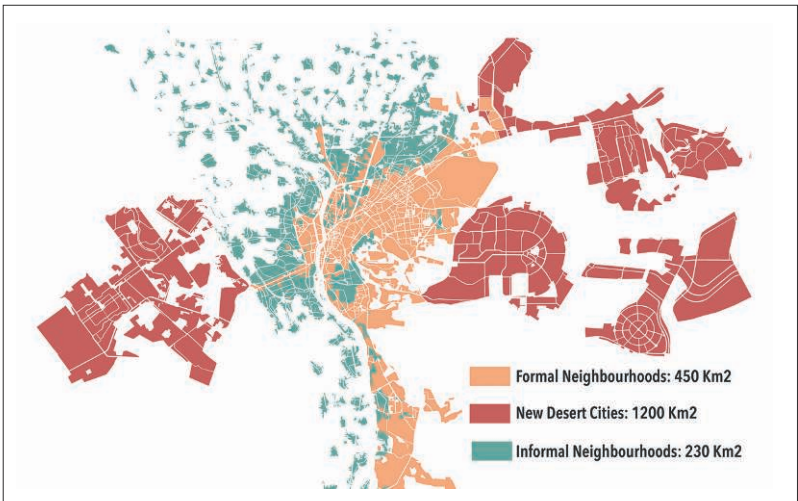 Formal Neighbourhoods: 450 Km2
New Desert Cities: 1200 Km2
Informal Neighbourhoods: 230 Km2